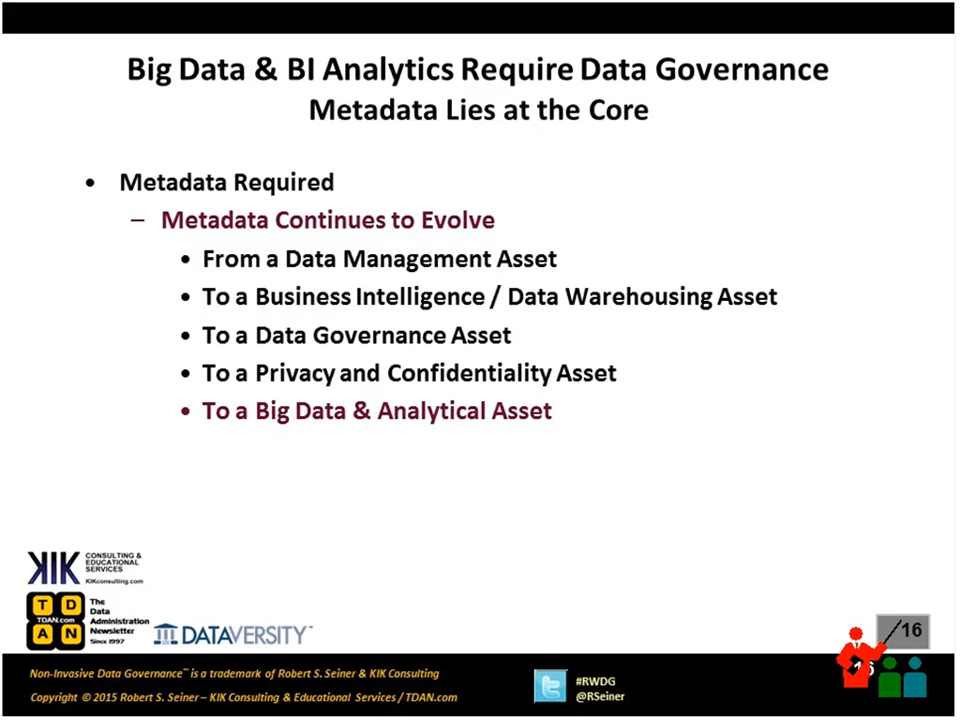 Big Data & BI Analytics Require Data Governance
Metadata Lies at the Core
• Metadata Required
– Metadata Continues to Evolve
• From a Data Management Asset
• To a Business Intelligence / Data Warehousing Asset
• To a Data Governance Asset
• To a Privacy and Confidentiality Asset
• To a Big Data & Analytical Asset
KIK CONSULTING & EDUCATIONAL SERVICES
KIKconsulting.com
T D
TDAN.com
A N
The
Data
Administration
Newsletter
Since 1997
DATAVERSITY™
16
16
Non-Invasive Data Governance™ is a trademark of Robert S. Seiner & KIK Consulting
Copyright © 2015 Robert S. Seiner – KIK Consulting & Educational Services / TDAN.com
#RWDG
@RSeiner